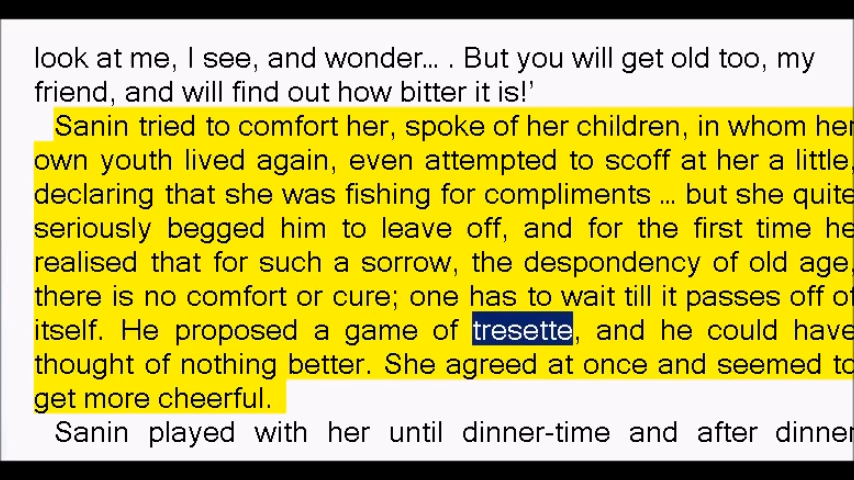 look at me, I see, and wonder... . But you will get old too, my
friend, and will find out how bitter it is!’
Sanin tried to comfort her, spoke of her children, in whom her
own youth lived again, even attempted to scoff at her a little,
declaring that she was fishing for compliments ... but she quite
seriously begged him to leave off, and for the first time he
realised that for such a sorrow, the despondency of old age,
there is no comfort or cure; one has to wait till it passes off of
itself. He proposed a game of tresette, and he could have
thought of nothing better. She agreed at once and seemed to
get more cheerful.
Sanin played with her until dinner-time and after dinner